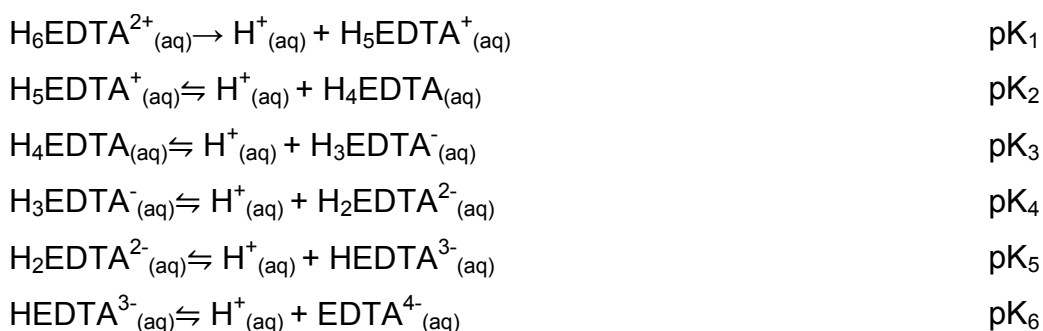 H₆EDTA²⁺(aq)→ H⁺(aq) + H₅EDTA⁺(aq) pK₁
H₅EDTA⁺(aq)⇋ H⁺(aq) + H₄EDTA(aq) pK₂
H₄EDTA(aq)⇋ H⁺(aq) + H₃EDTA⁻(aq) pK₃
H₃EDTA⁻(aq)⇋ H⁺(aq) + H₂EDTA²⁻(aq) pK₄
H₂EDTA²⁻(aq)⇋ H⁺(aq) + HEDTA³⁻(aq) pK₅
HEDTA³⁻(aq)⇋ H⁺(aq) + EDTA⁴⁻(aq) pK₆